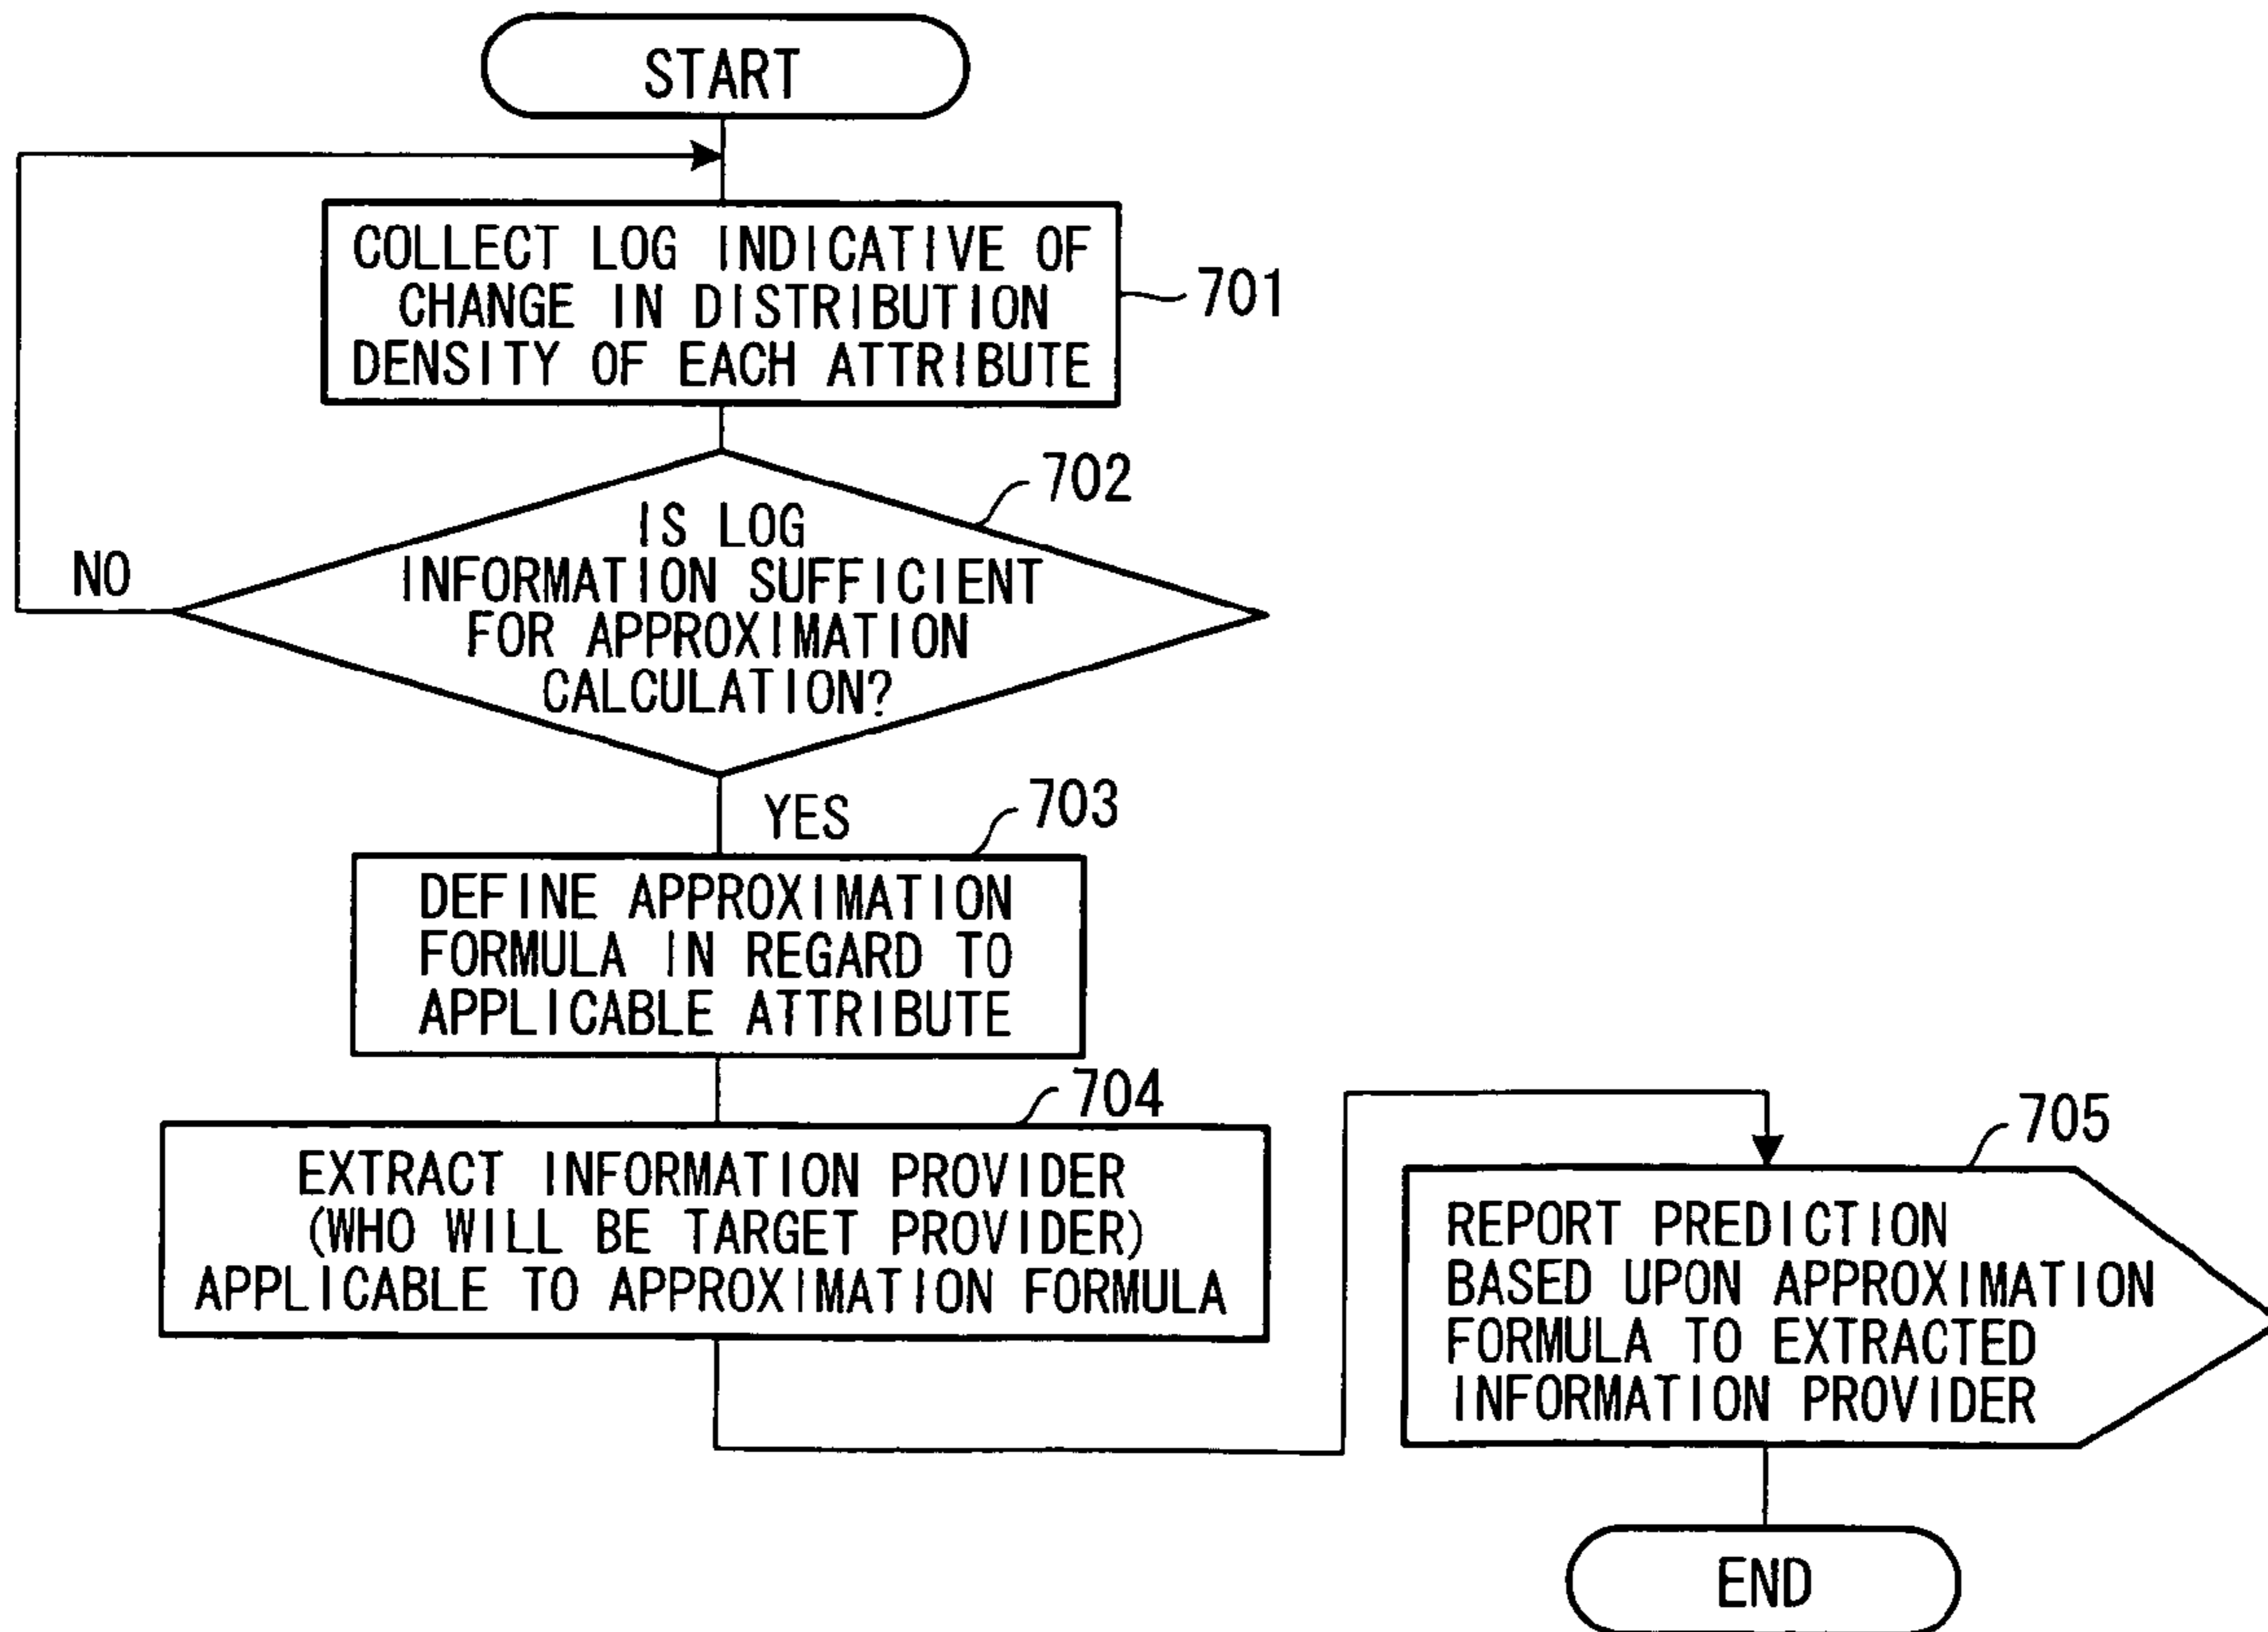 START
COLLECT LOG INDICATIVE OF
CHANGE IN DISTRIBUTION
DENSITY OF EACH ATTRIBUTE
701
702
IS LOG
INFORMATION SUFFICIENT
FOR APPROXIMATION
CALCULATION?
NO
YES
703
DEFINE APPROXIMATION
FORMULA IN REGARD TO
APPLICABLE ATTRIBUTE
704
EXTRACT INFORMATION PROVIDER
(WHO WILL BE TARGET PROVIDER)
APPLICABLE TO APPROXIMATION FORMULA
705
REPORT PREDICTION
BASED UPON APPROXIMATION
FORMULA TO EXTRACTED
INFORMATION PROVIDER
END